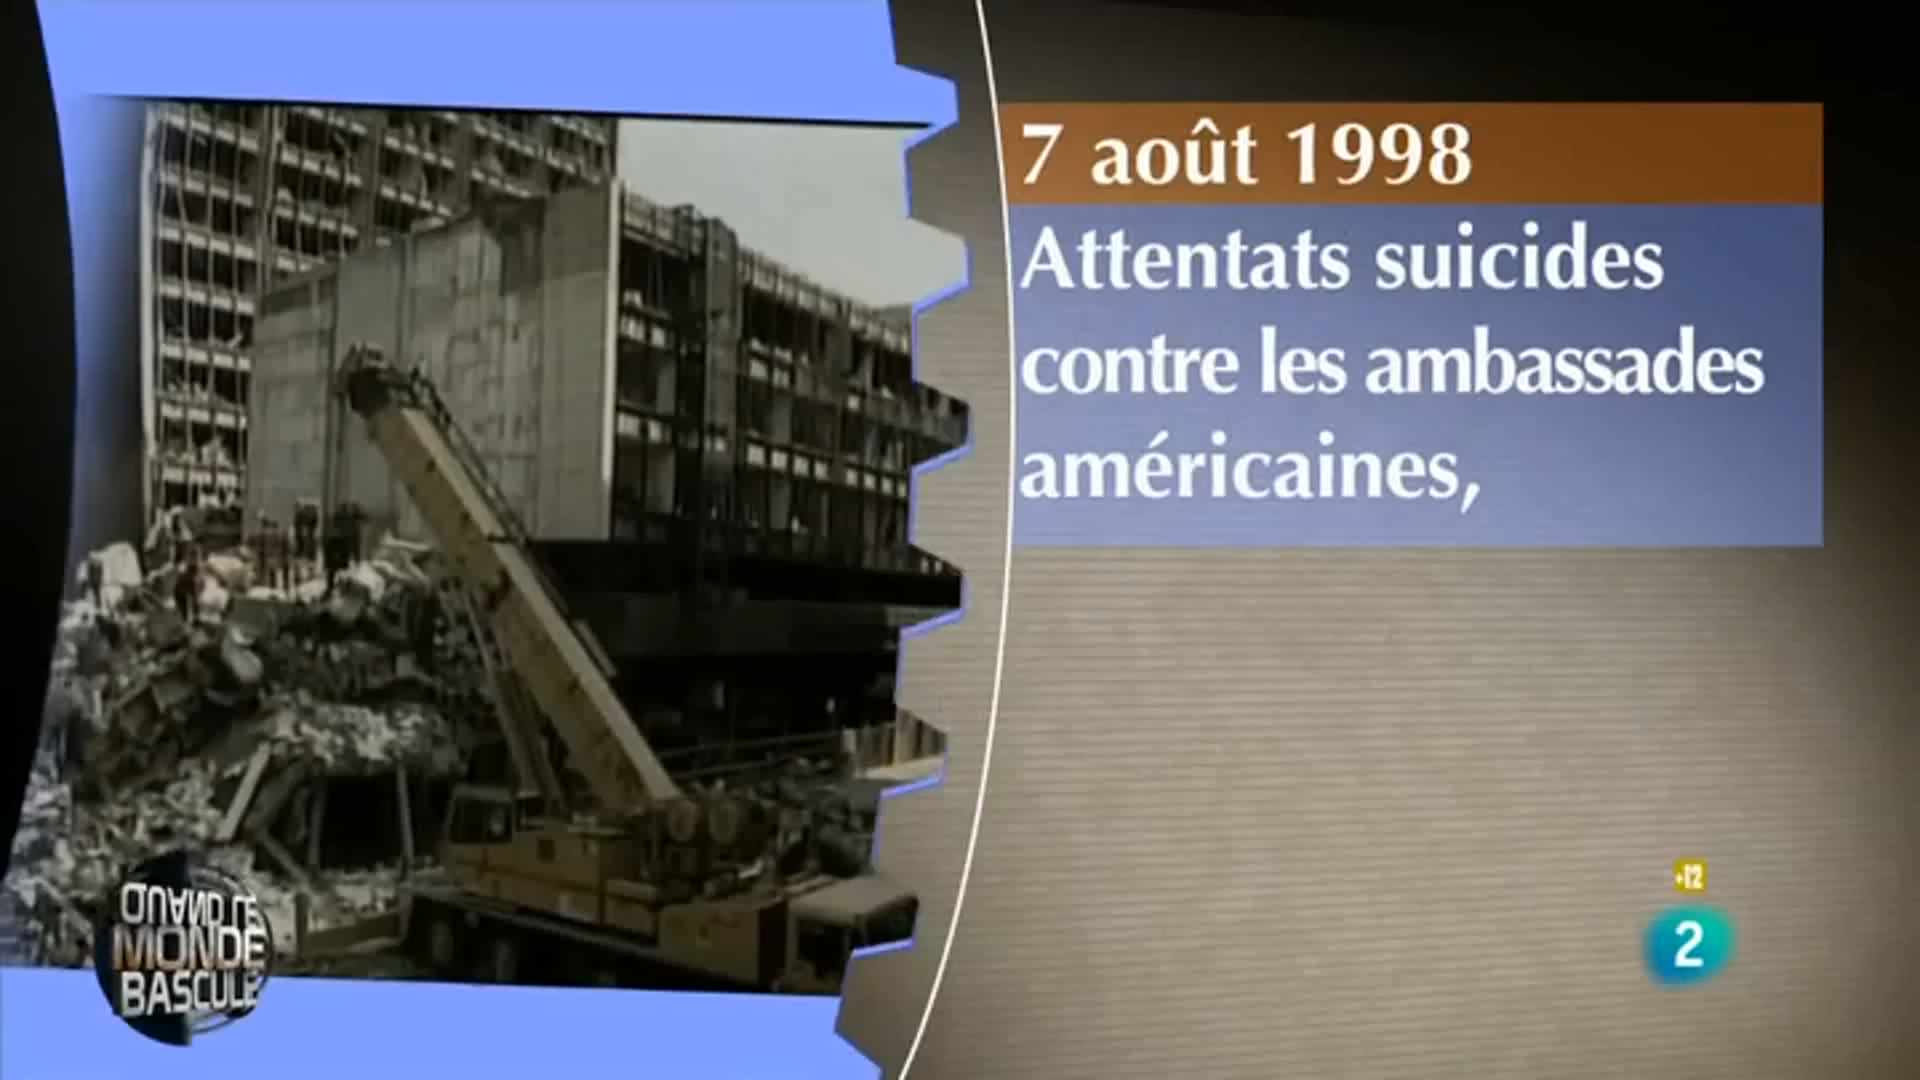 7 août 1998
Attentats suicides
contre les ambassades
américaines,
QUAND LE
MONDE
BASCULE
+12
2